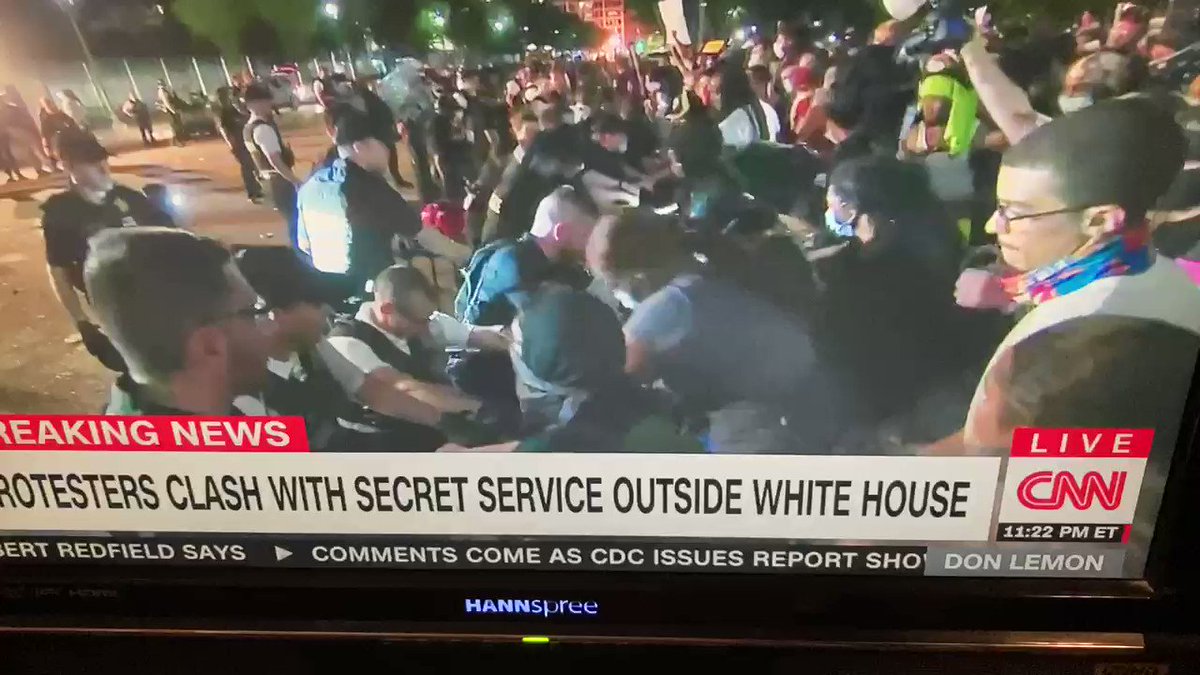 REAKING NEWS
LIVE
ROTESTERS CLASH WITH SECRET SERVICE OUTSIDE WHITE HOUSE
CNN
11:22 PM ET
BERT REDFIELD SAYS ▶ COMMENTS COME AS CDC ISSUES REPORT SHO
DON LEMON
HANNspree